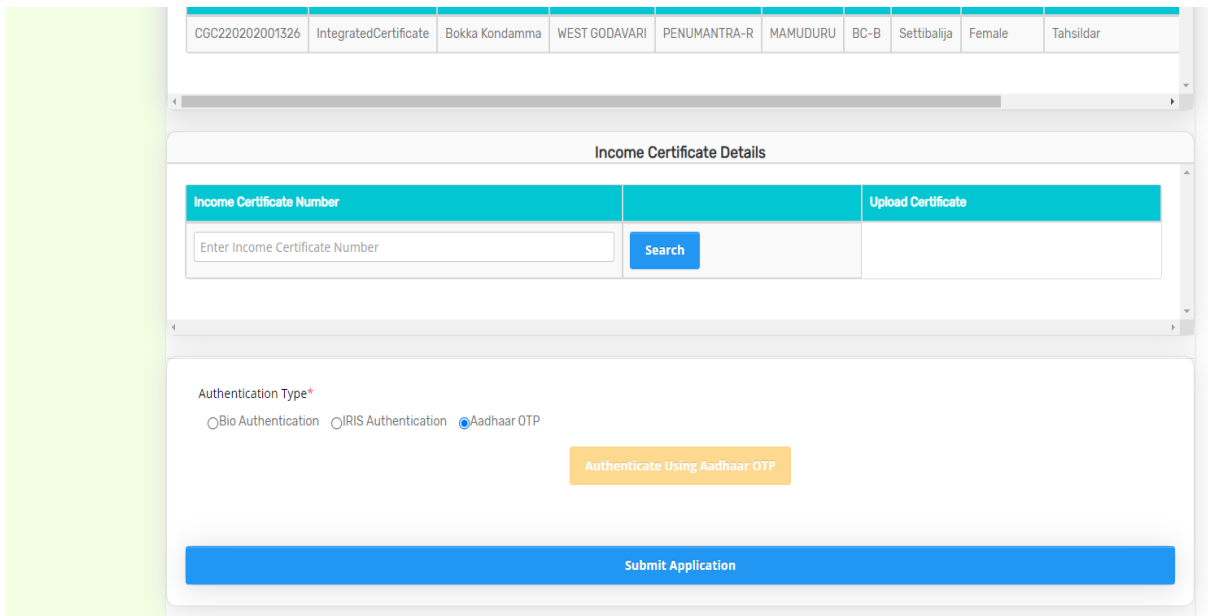 CGC220202001326 IntegratedCertificate Bokka Kondamma WEST GODAVARI PENUMANTRA-R MAMUDURU BC-B Settibalija Female Tahsildar
Income Certificate Details
Income Certificate Number Upload Certificate
Enter Income Certificate Number Search
Authentication Type*
Bio Authentication IRIS Authentication Aadhaar OTP
Authenticate Using Aadhaar OTP
Submit Application